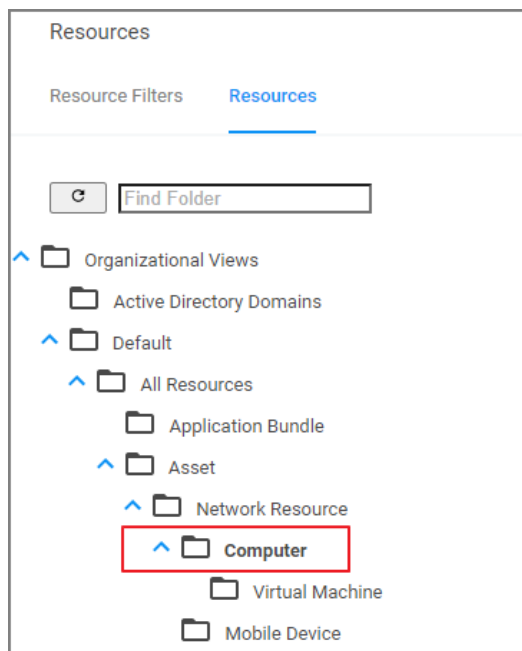 Resources
Resource Filters Resources
Find Folder
Organizational Views
Active Directory Domains
Default
All Resources
Application Bundle
Asset
Network Resource
Computer
Virtual Machine
Mobile Device